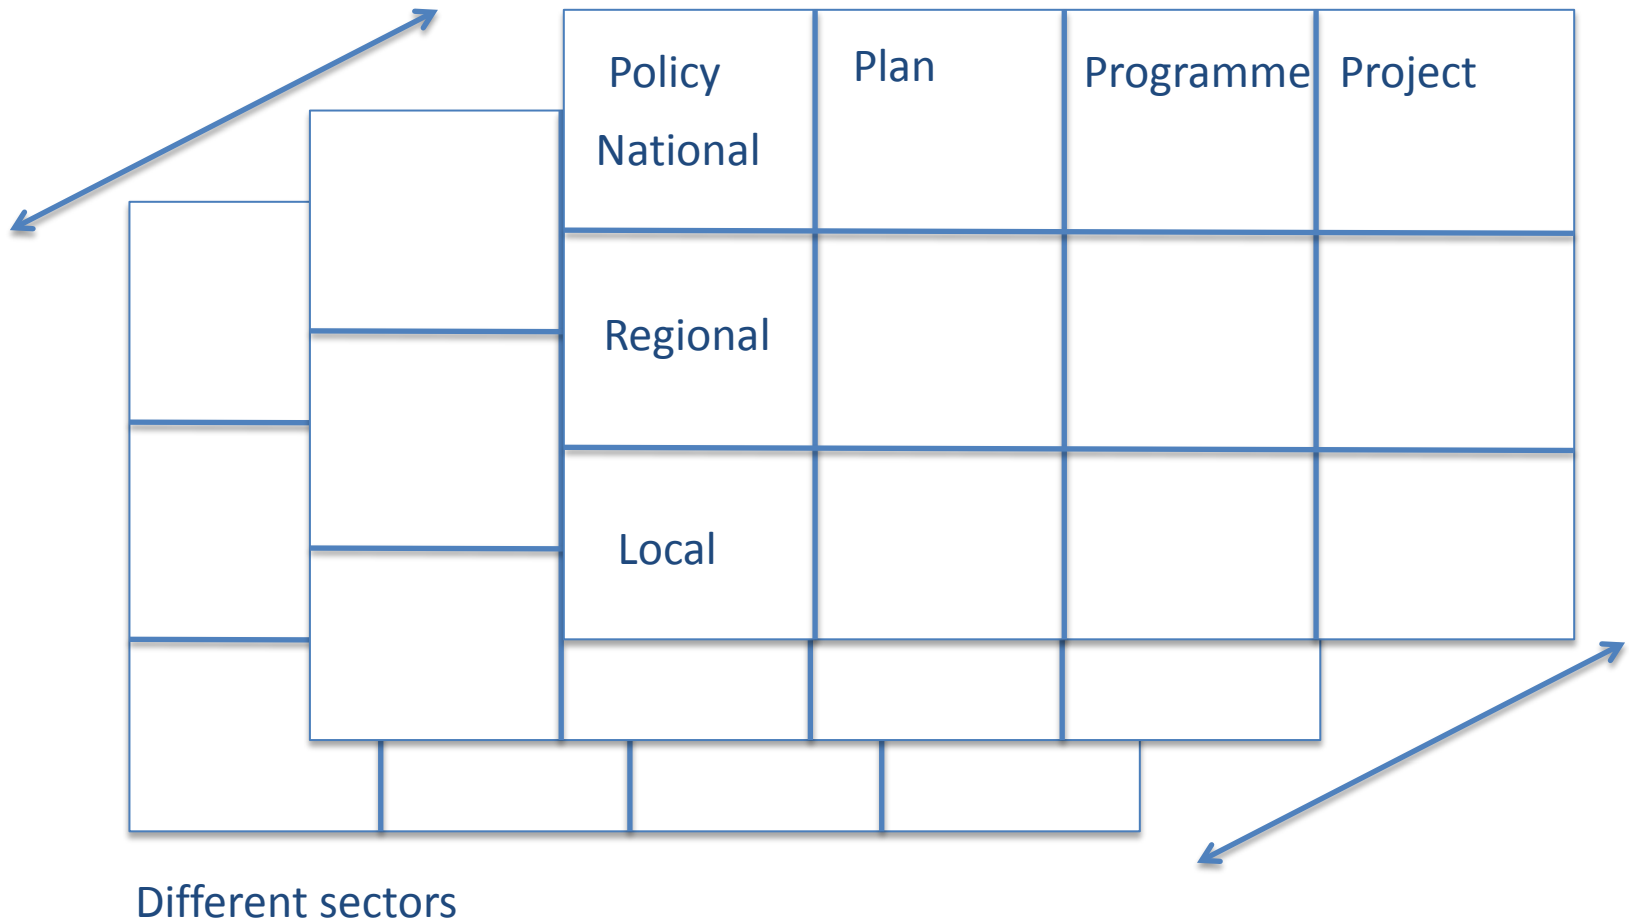 Policy
Plan
Programme
Project
National
Regional
Local
Different sectors